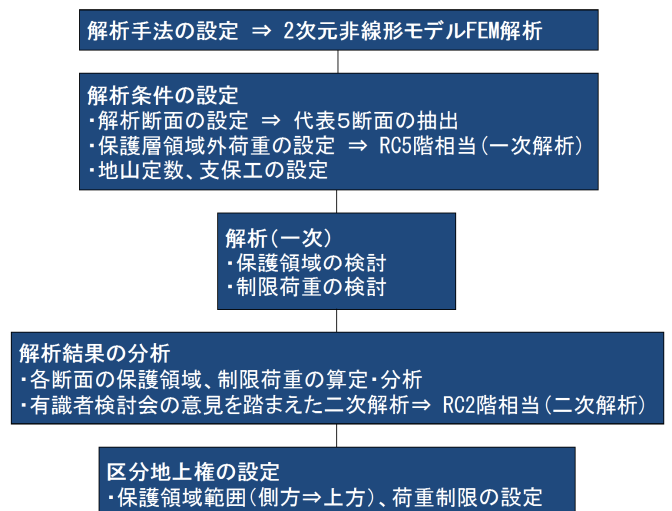 解析手法の設定 ⇒ 2次元非線形モデルFEM解析
解析条件の設定
・解析断面の設定 ⇒ 代表5断面の抽出
・保護層領域外荷重の設定 ⇒ RC5階相当(一次解析)
・地山定数、支保工の設定
解析(一次)
・保護領域の検討
・制限荷重の検討
解析結果の分析
・各断面の保護領域、制限荷重の算定・分析
・有識者検討会の意見を踏まえた二次解析⇒ RC2階相当(二次解析)
区分地上権の設定
・保護領域範囲(側方⇒上方)、荷重制限の設定